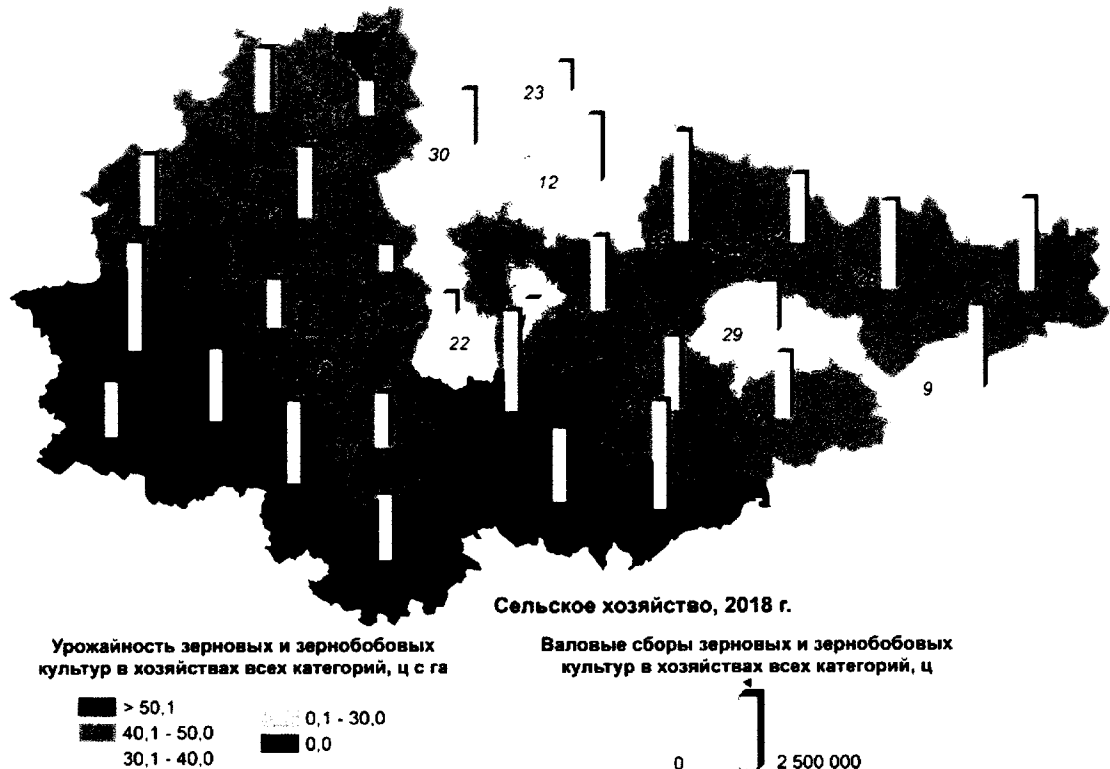 23
30
12
29
22
9
Сельское хозяйство, 2018 г.
Урожайность зерновых и зернобобовых
культур в хозяйствах всех категорий, ц с га
> 50,1
40,1 - 50,0
30,1 - 40,0
0,1 - 30,0
0,0
Валовые сборы зерновых и зернобобовых
культур в хозяйствах всех категорий, ц
0
2 500 000